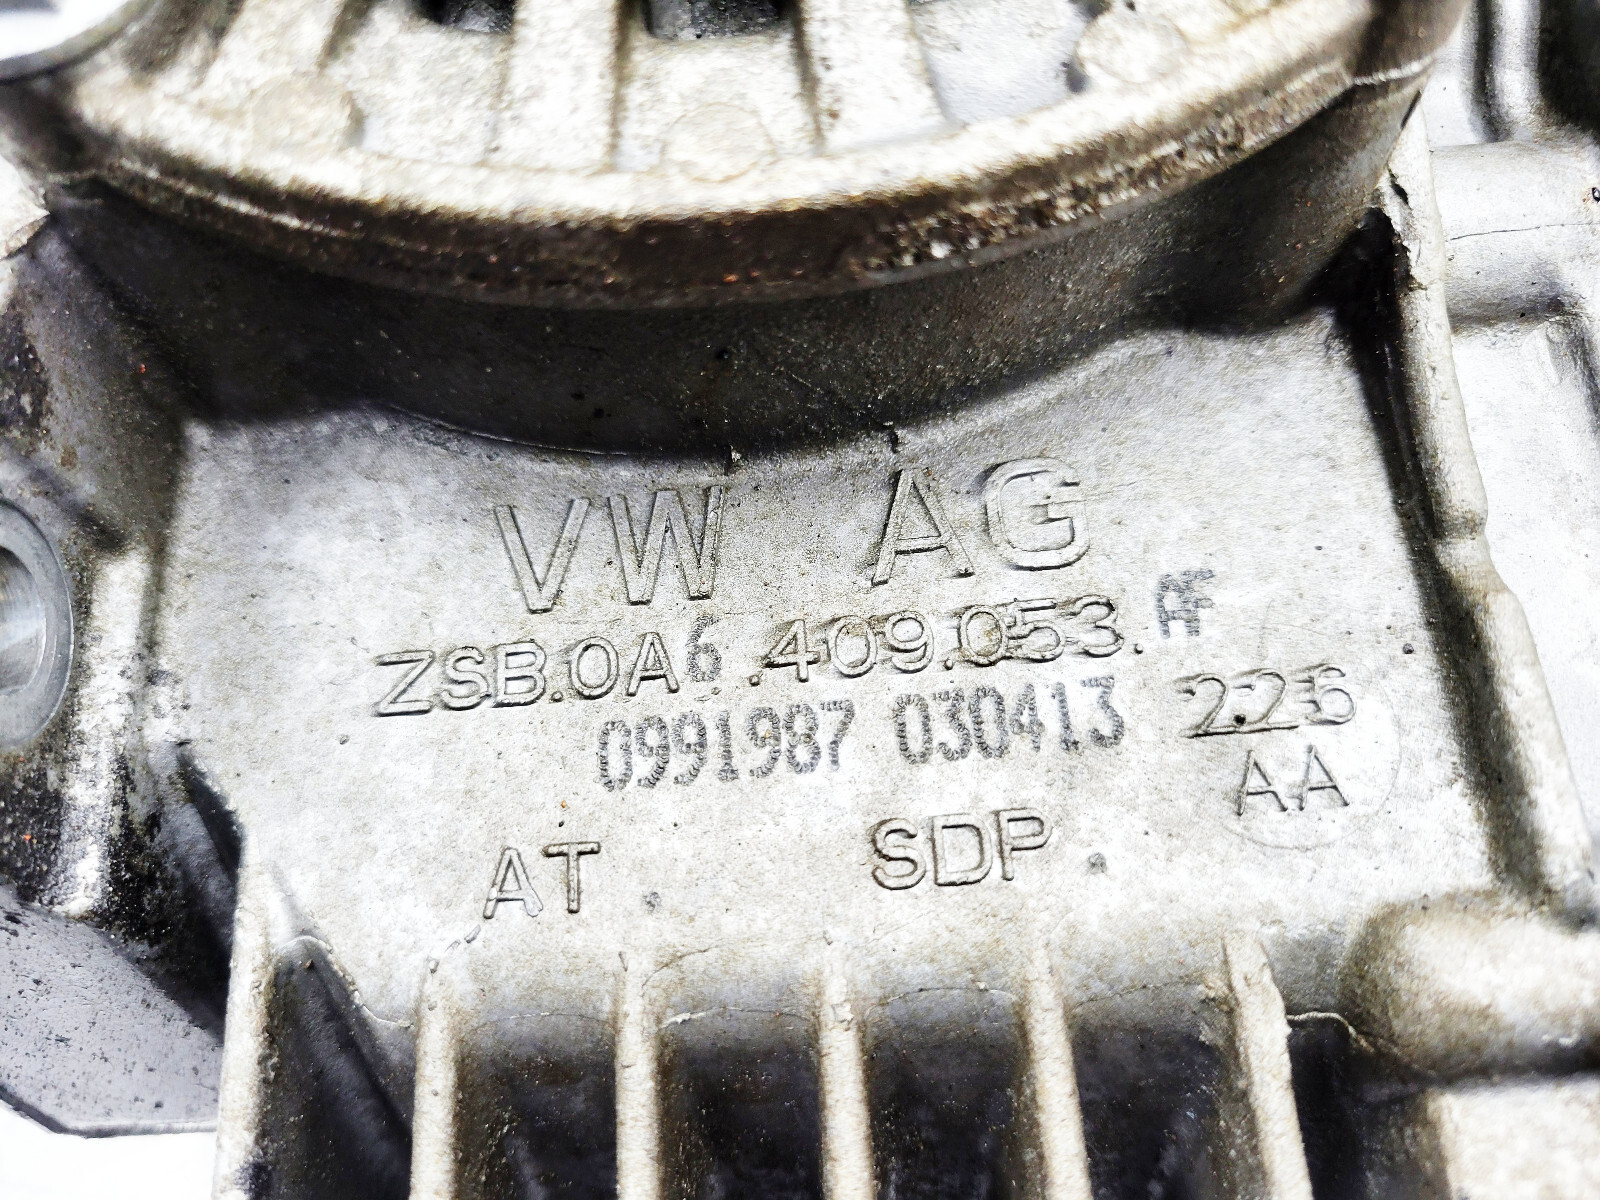 VW AG
ZSB.0A6.409.053.AF
0991987 030413 226
AA
AT. SDP.